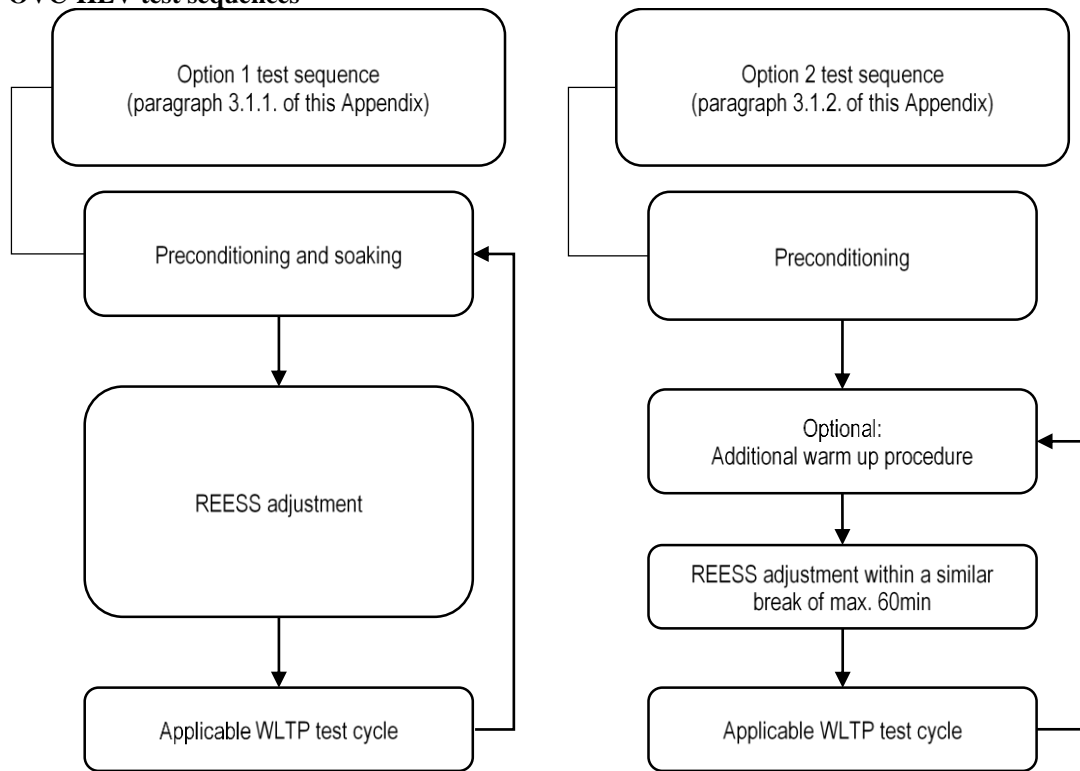 OVC-HEV test sequences
Option 1 test sequence
(paragraph 3.1.1. of this Appendix)
Preconditioning and soaking
REESS adjustment
Applicable WLTP test cycle
Option 2 test sequence
(paragraph 3.1.2. of this Appendix)
Preconditioning
Optional:
Additional warm up procedure
REESS adjustment within a similar
break of max. 60min
Applicable WLTP test cycle